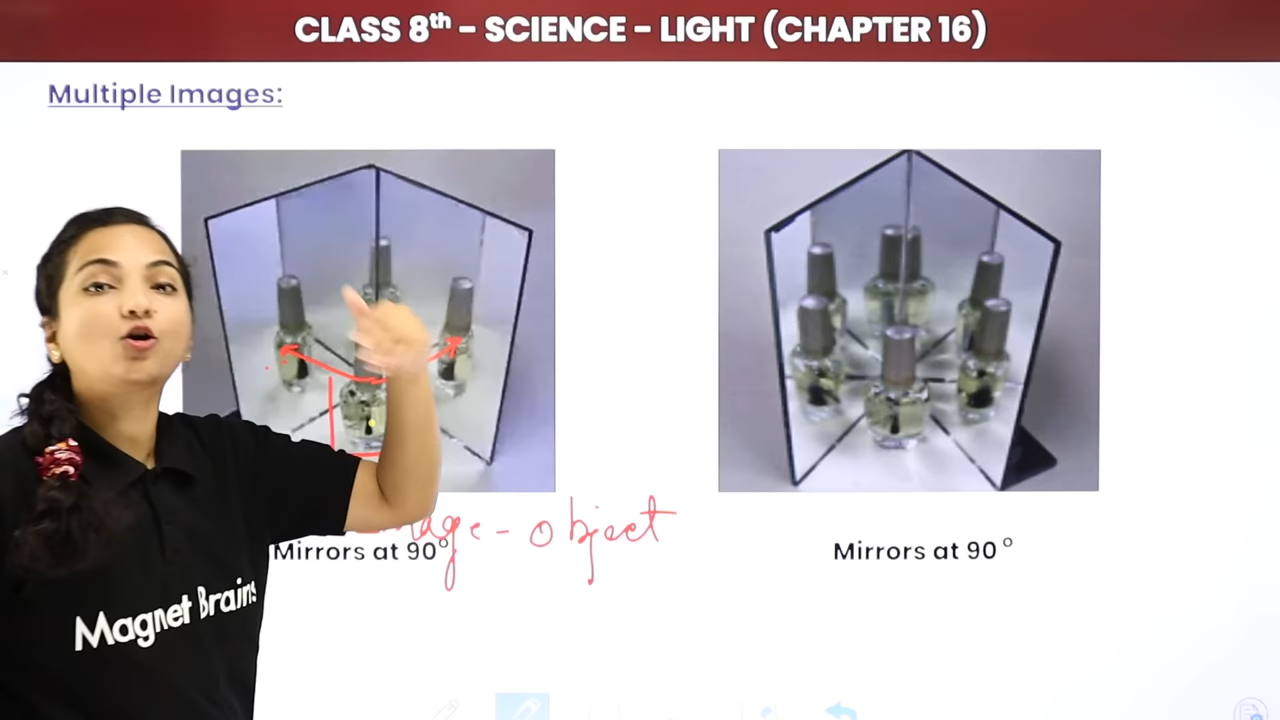 CLASS 8th - SCIENCE - LIGHT (CHAPTER 16)
Multiple Images:
object
Mirrors at 90°
Mirrors at 90°
Magnet Brains